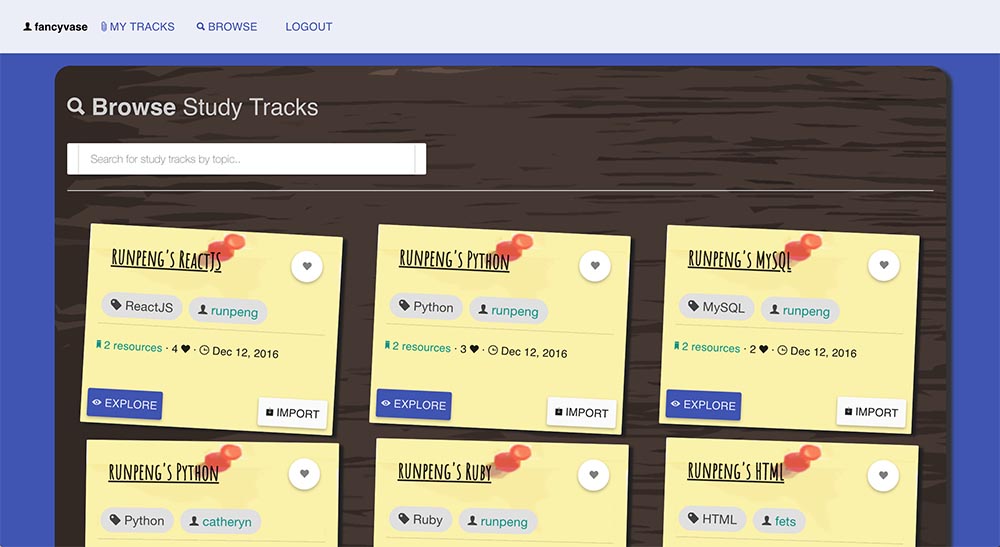 fancyvase MY TRACKS BROWSE LOGOUT
Browse Study Tracks
Search for study tracks by topic..
RUNPENG'S REACTJS
ReactJS runpeng
2 resources · 4 · Dec 12, 2016
EXPLORE IMPORT
RUNPENG'S PYTHON
Python runpeng
2 resources · 3 · Dec 12, 2016
EXPLORE IMPORT
RUNPENG'S MYSQL
MySQL runpeng
2 resources · 2 · Dec 12, 2016
EXPLORE IMPORT
RUNPENG'S PYTHON
Python catheryn
RUNPENG'S RUBY
Ruby runpeng
RUNPENG'S HTML
HTML fets